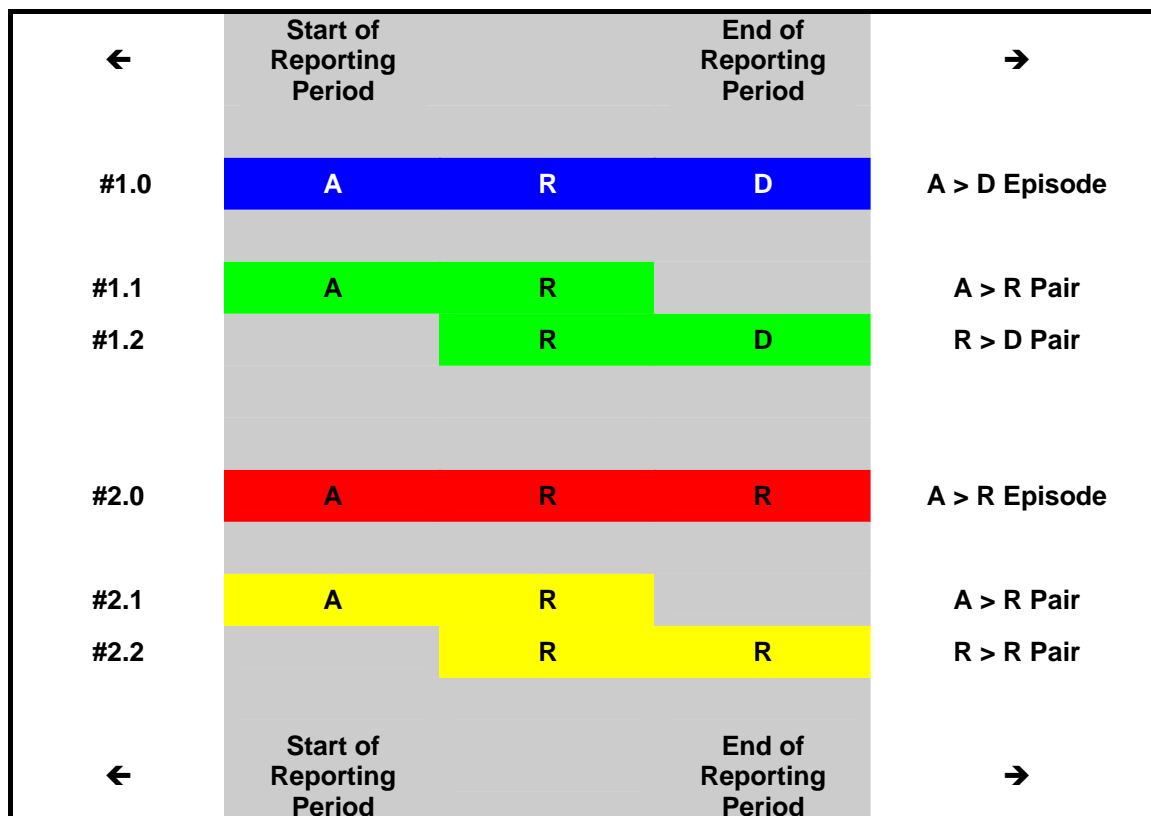 Start of
Reporting
Period
End of
Reporting
Period
← →
#1.0 A R D A > D Episode
#1.1 A R A > R Pair
#1.2 R D R > D Pair
#2.0 A R R A > R Episode
#2.1 A R A > R Pair
#2.2 R R R > R Pair
Start of
Reporting
Period
End of
Reporting
Period
← →